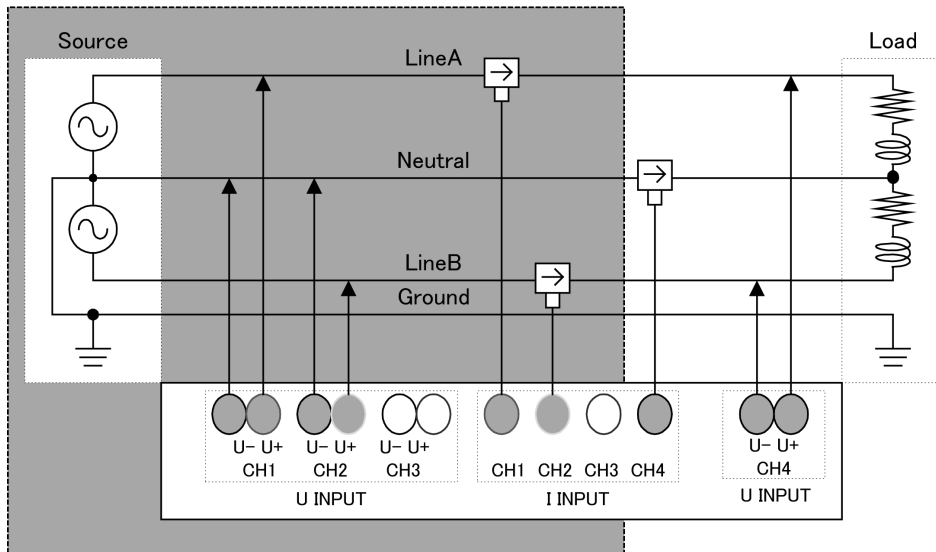 Source
Load
LineA
Neutral
LineB
Ground
U- U+ U- U+ U- U+ U- U+
CH1 CH2 CH3 CH1 CH2 CH3 CH4 CH4
U INPUT I INPUT U INPUT